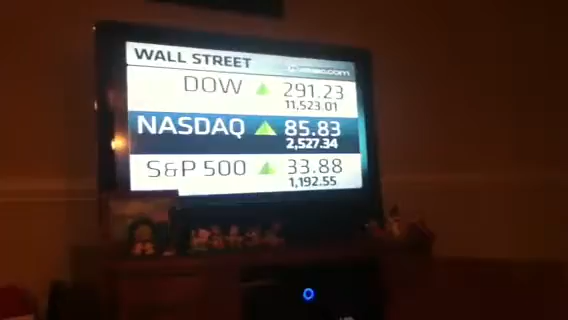 WALL STREET
DOW ▲ 291.23
11,523.01
NASDAQ ▲ 85.83
2,527.34
S&P 500 ▲ 33.88
1,192.55